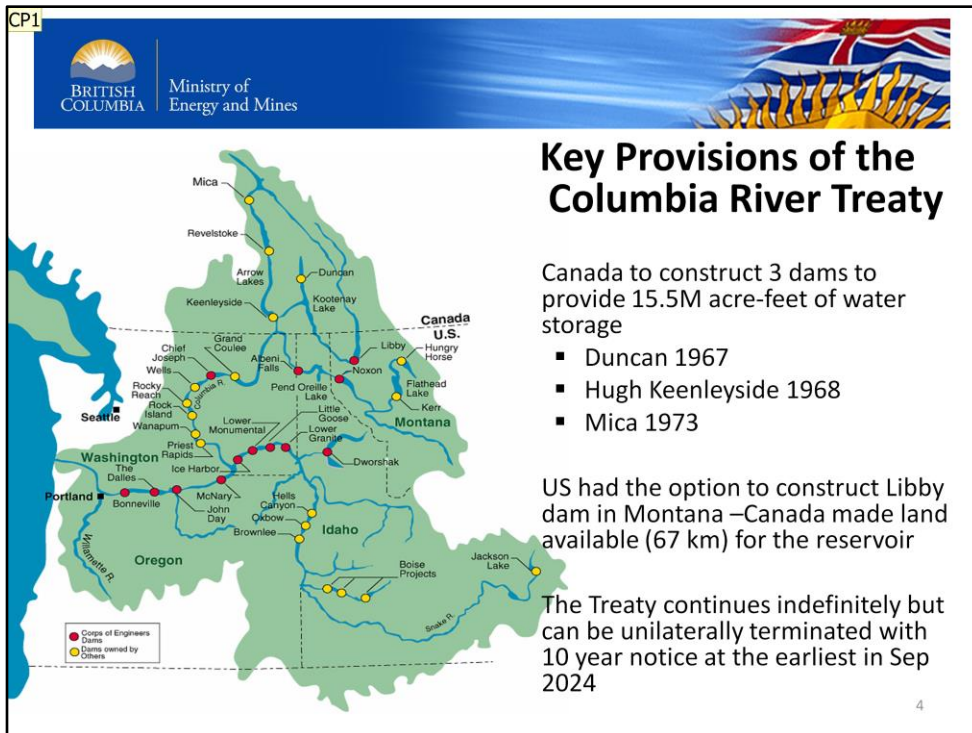 CP1
BRITISH
COLUMBIA
Ministry of
Energy and Mines
Key Provisions of the
Columbia River Treaty
Canada to construct 3 dams to
provide 15.5M acre-feet of water
storage
▪ Duncan 1967
▪ Hugh Keenleyside 1968
▪ Mica 1973
US had the option to construct Libby
dam in Montana –Canada made land
available (67 km) for the reservoir
The Treaty continues indefinitely but
can be unilaterally terminated with
10 year notice at the earliest in Sep
2024
Mica
Revelstoke
Arrow
Lakes
Duncan
Keenleyside
Kootenay
Lake
Canada
U.S.
Grand
Coulee
Chief
Joseph
Wells
Albeni
Falls
Libby
Hungry
Horse
Noxon
Rocky
Reach
Columbia R.
Pend Oreille
Lake
Flathead
Lake
Rock
Island
Seattle
Kerr
Wanapum
Little
Goose
Lower
Monumental
Lower
Granite
Montana
Priest
Rapids
Washington
Ice Harbor
Dworshak
The
Dalles
Portland
Bonneville
McNary
John
Day
Hells
Canyon
Oxbow
Idaho
Brownlee
Willamette R.
Oregon
Boise
Projects
Jackson
Lake
Snake R.
Corps of Engineers
Dams
Dams owned by
Others
4